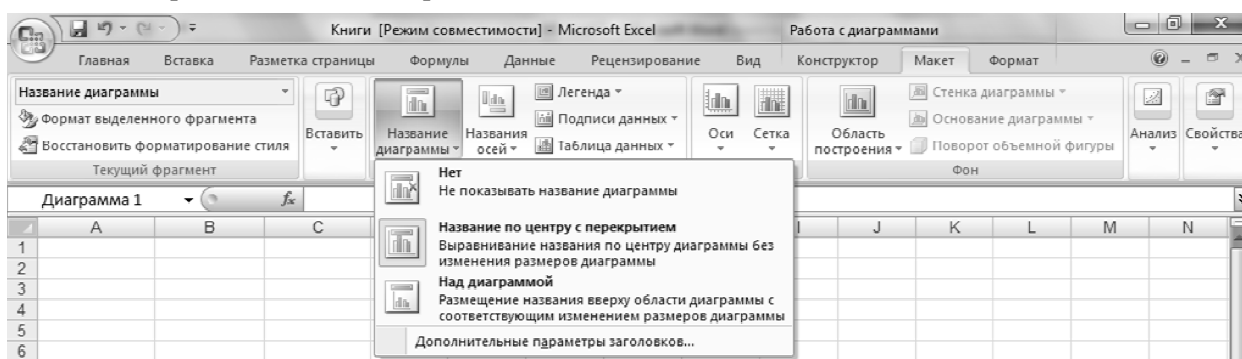 Книги [Режим совместимости] - Microsoft Excel
Работа с диаграммами
Главная Вставка Разметка страницы Формулы Данные Рецензирование Вид Конструктор Макет Формат
Название диаграммы
Формат выделенного фрагмента
Восстановить форматирование стиля
Текущий фрагмент
Вставить
Название диаграммы
Названия осей
Легенда
Подписи данных
Таблица данных
Оси
Сетка
Область построения
Стенка диаграммы
Основание диаграммы
Поворот объемной фигуры
Фон
Анализ
Свойства
Нет
Не показывать название диаграммы
Название по центру с перекрытием
Выравнивание названия по центру диаграммы без
изменения размеров диаграммы
Над диаграммой
Размещение названия вверху области диаграммы с
соответствующим изменением размеров диаграммы
Дополнительные параметры заголовков...
Диаграмма 1 fx
A B C I J K L M N
1
2
3
4
5
6